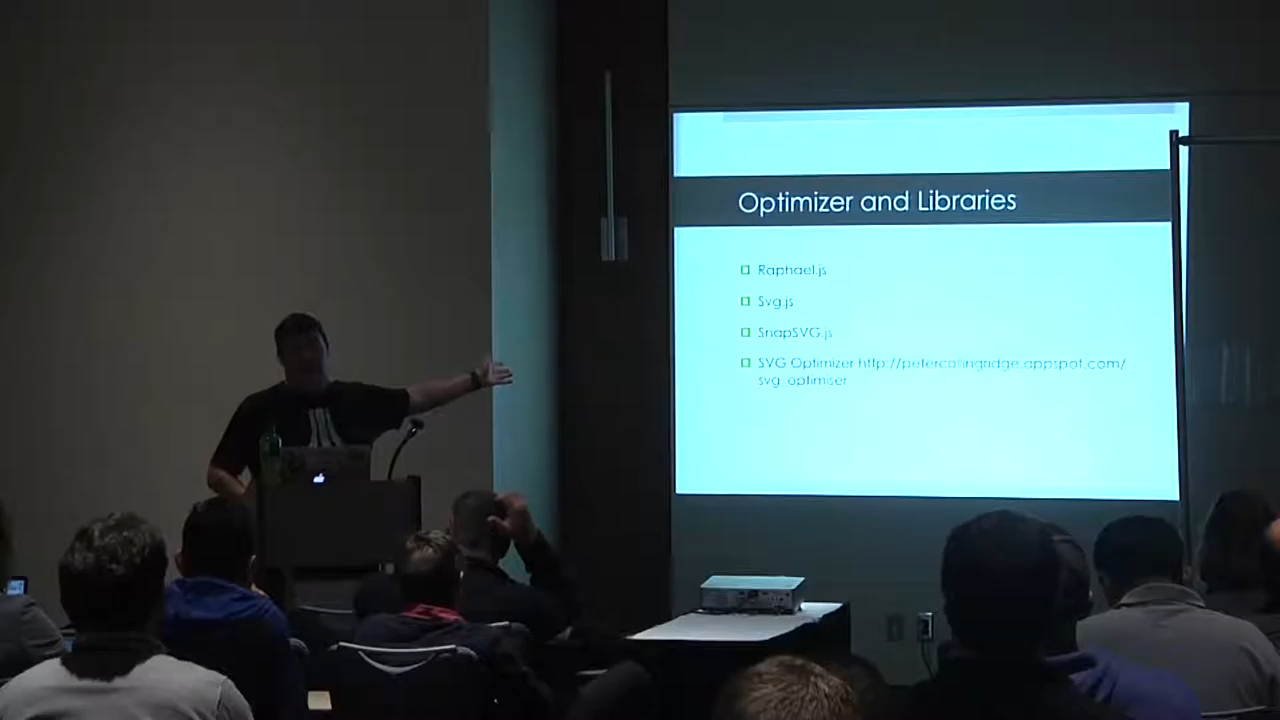 Optimizer and Libraries
Raphael.js
Svg.js
SnapSVG.js
SVG Optimizer http://petercollingridge.appspot.com/
svg_optimiser